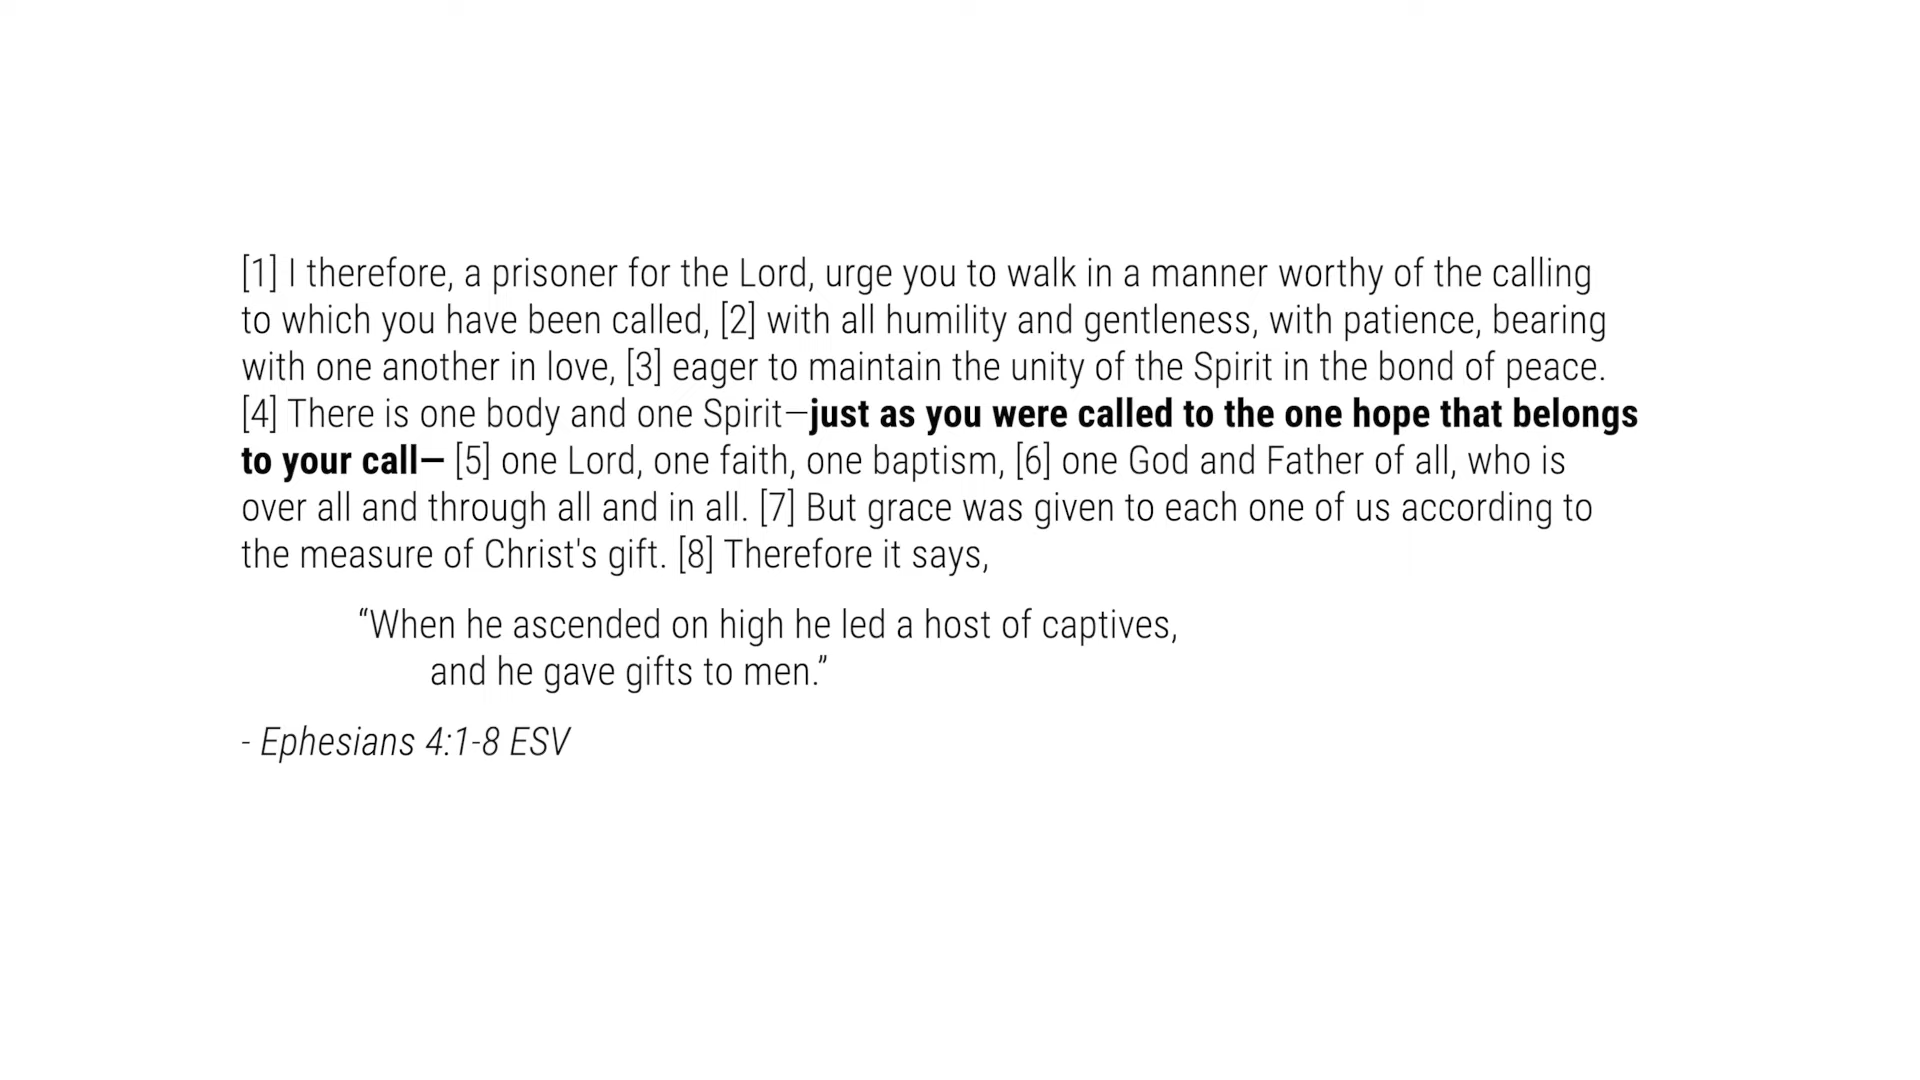 [1] I therefore, a prisoner for the Lord, urge you to walk in a manner worthy of the calling
to which you have been called, [2] with all humility and gentleness, with patience, bearing
with one another in love, [3] eager to maintain the unity of the Spirit in the bond of peace.
[4] There is one body and one Spirit—just as you were called to the one hope that belongs
to your call— [5] one Lord, one faith, one baptism, [6] one God and Father of all, who is
over all and through all and in all. [7] But grace was given to each one of us according to
the measure of Christ's gift. [8] Therefore it says,
“When he ascended on high he led a host of captives,
and he gave gifts to men.”
- Ephesians 4:1-8 ESV